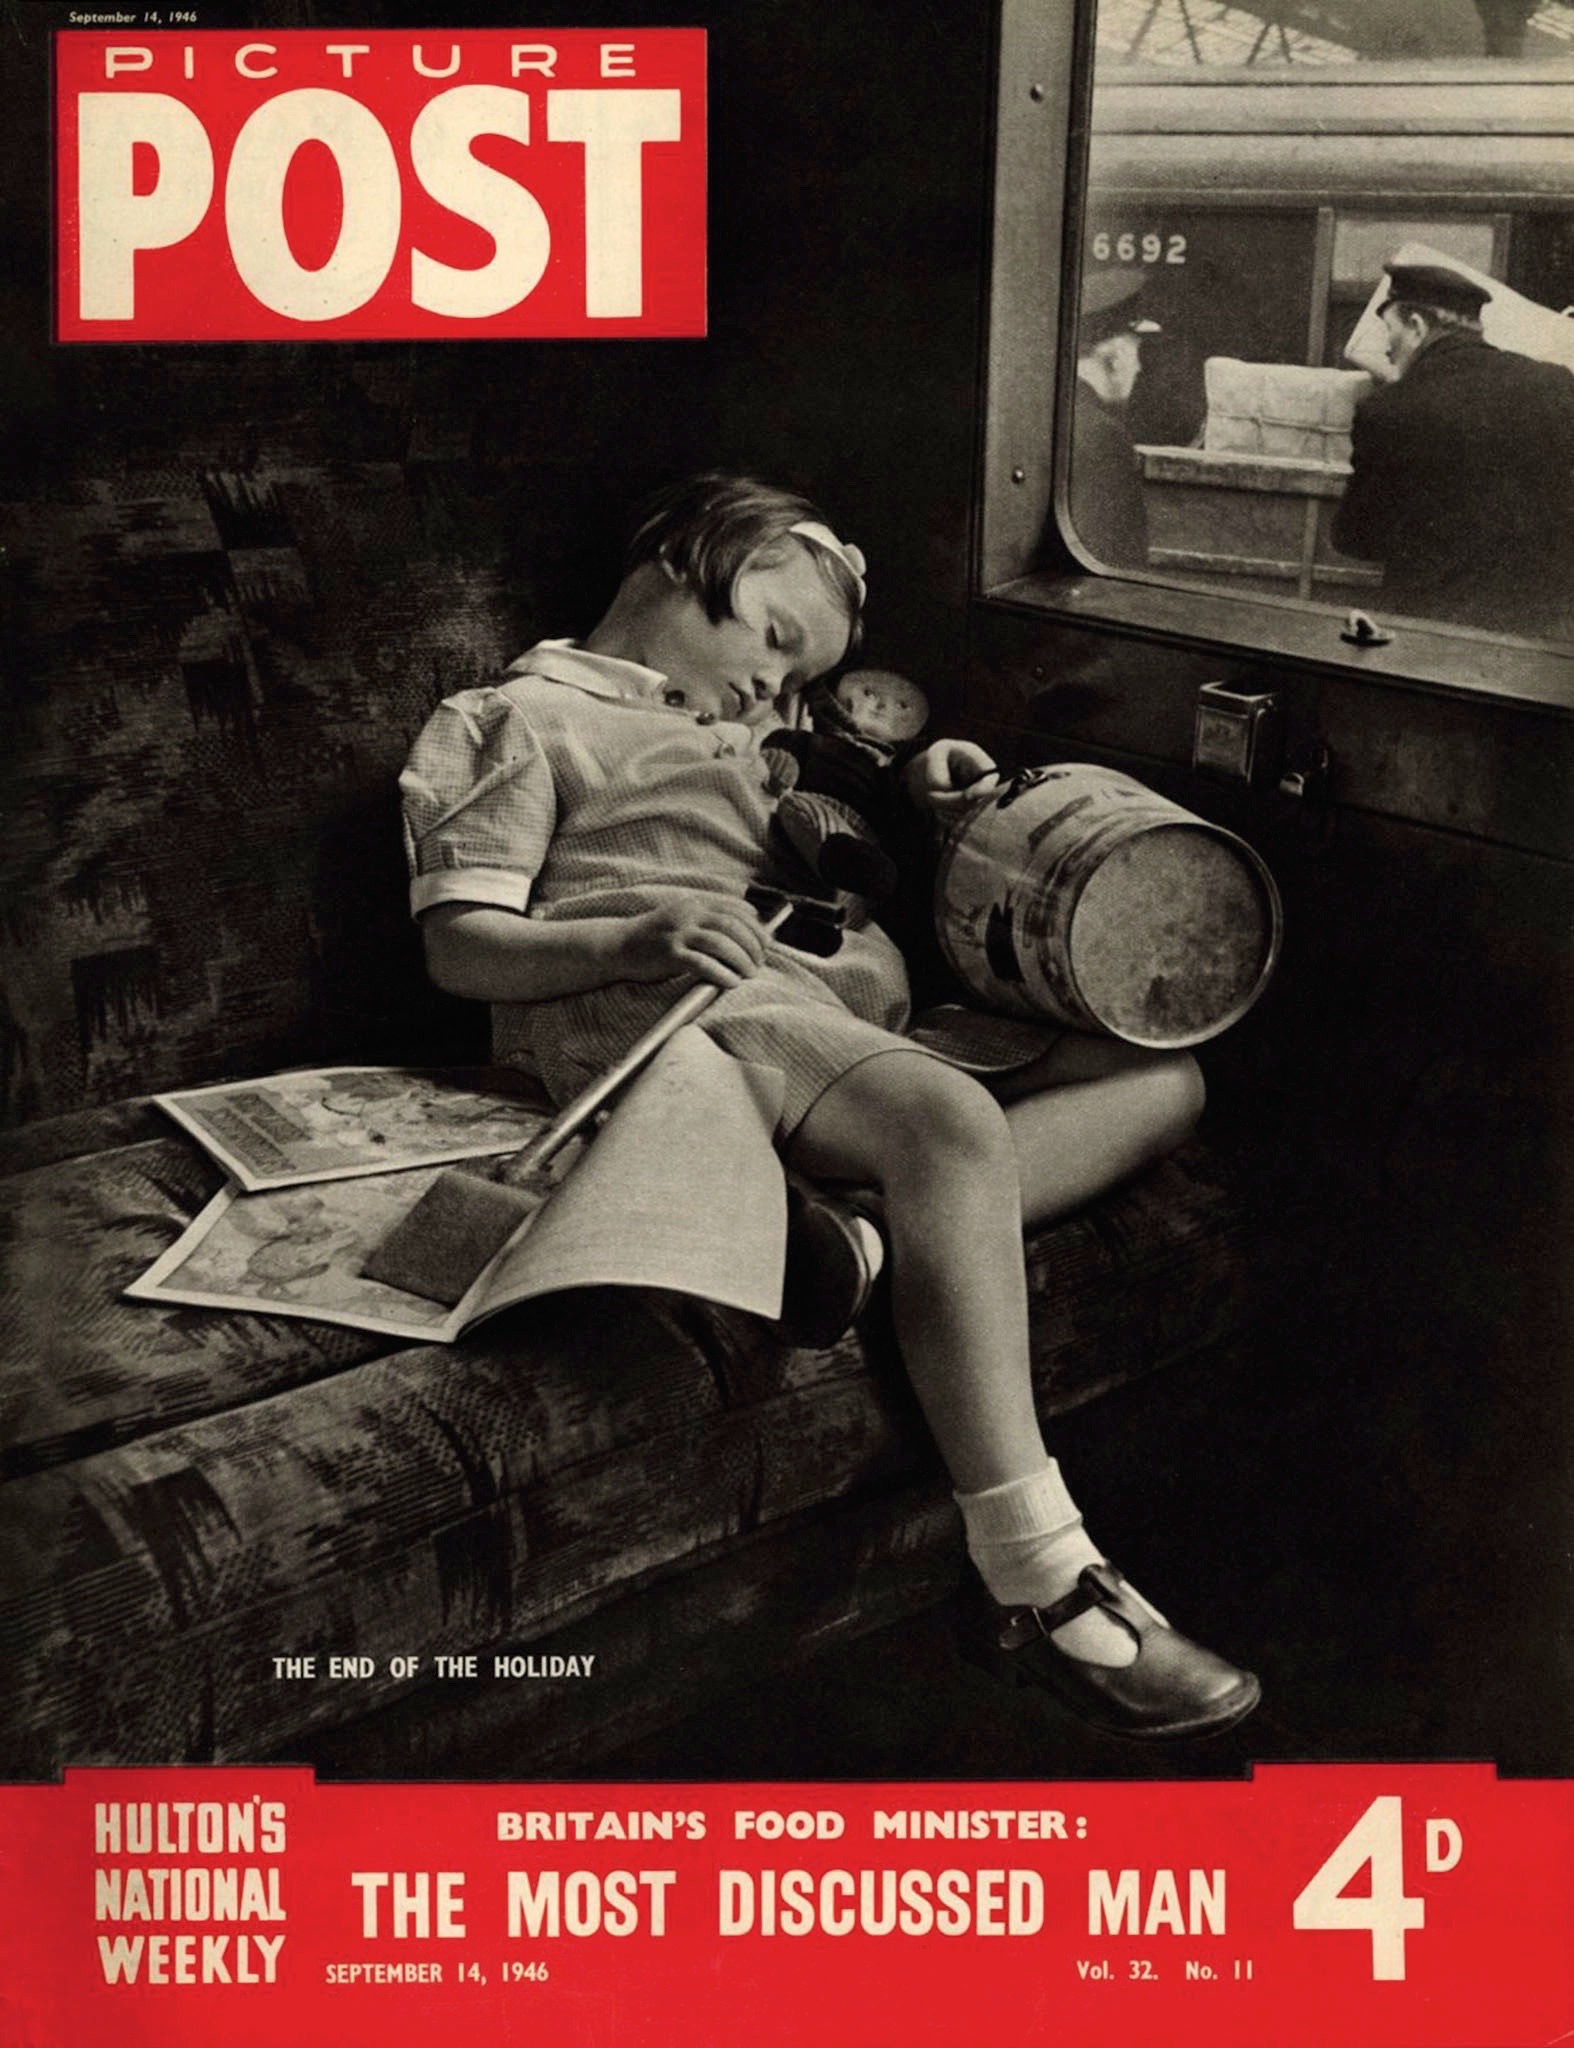 September 14, 1946
PICTURE
POST
6692
THE END OF THE HOLIDAY
HULTON'S
NATIONAL
WEEKLY
BRITAIN'S FOOD MINISTER:
THE MOST DISCUSSED MAN
SEPTEMBER 14, 1946
Vol. 32. No. 11
4D